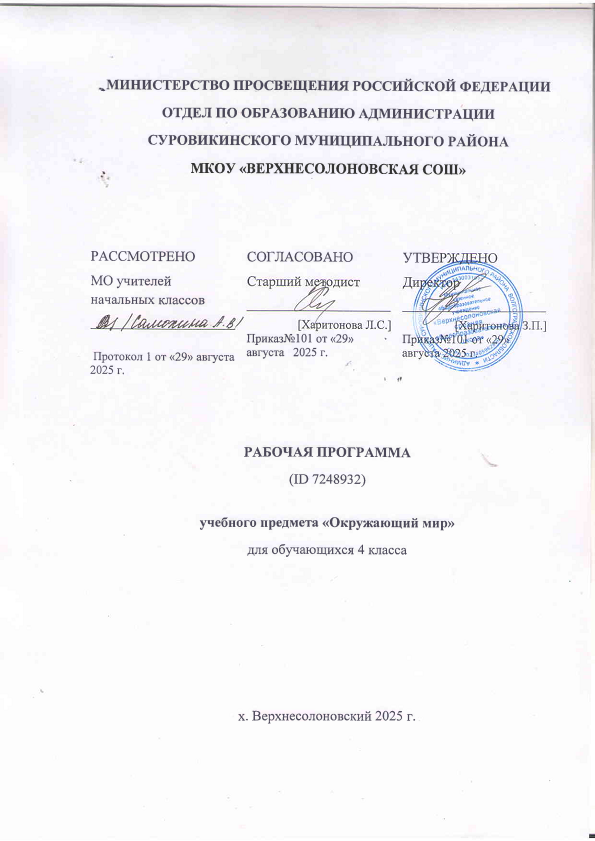 МИНИСТЕРСТВО ПРОСВЕЩЕНИЯ РОССИЙСКОЙ ФЕДЕРАЦИИ
ОТДЕЛ ПО ОБРАЗОВАНИЮ АДМИНИСТРАЦИИ
СУРОВИКИНСКОГО МУНИЦИПАЛЬНОГО РАЙОНА
МКОУ «ВЕРХНЕСОЛОНОВСКАЯ СОШ»
РАССМОТРЕНО
МО учителей
начальных классов
/Самохина А.В/
Протокол 1 от «29» августа
2025 г.
СОГЛАСОВАНО
Старший методист
[Харитонова Л.С.]
Приказ№101 от «29»
августа 2025 г.
УТВЕРЖДЕНО
Директор
[Харитонова З.П.]
Приказ№101 от «29»
августа 2025 г.
«Верхнесолоновская
РАБОЧАЯ ПРОГРАММА
(ID 7248932)
учебного предмета «Окружающий мир»
для обучающихся 4 класса
х. Верхнесолоновский 2025 г.